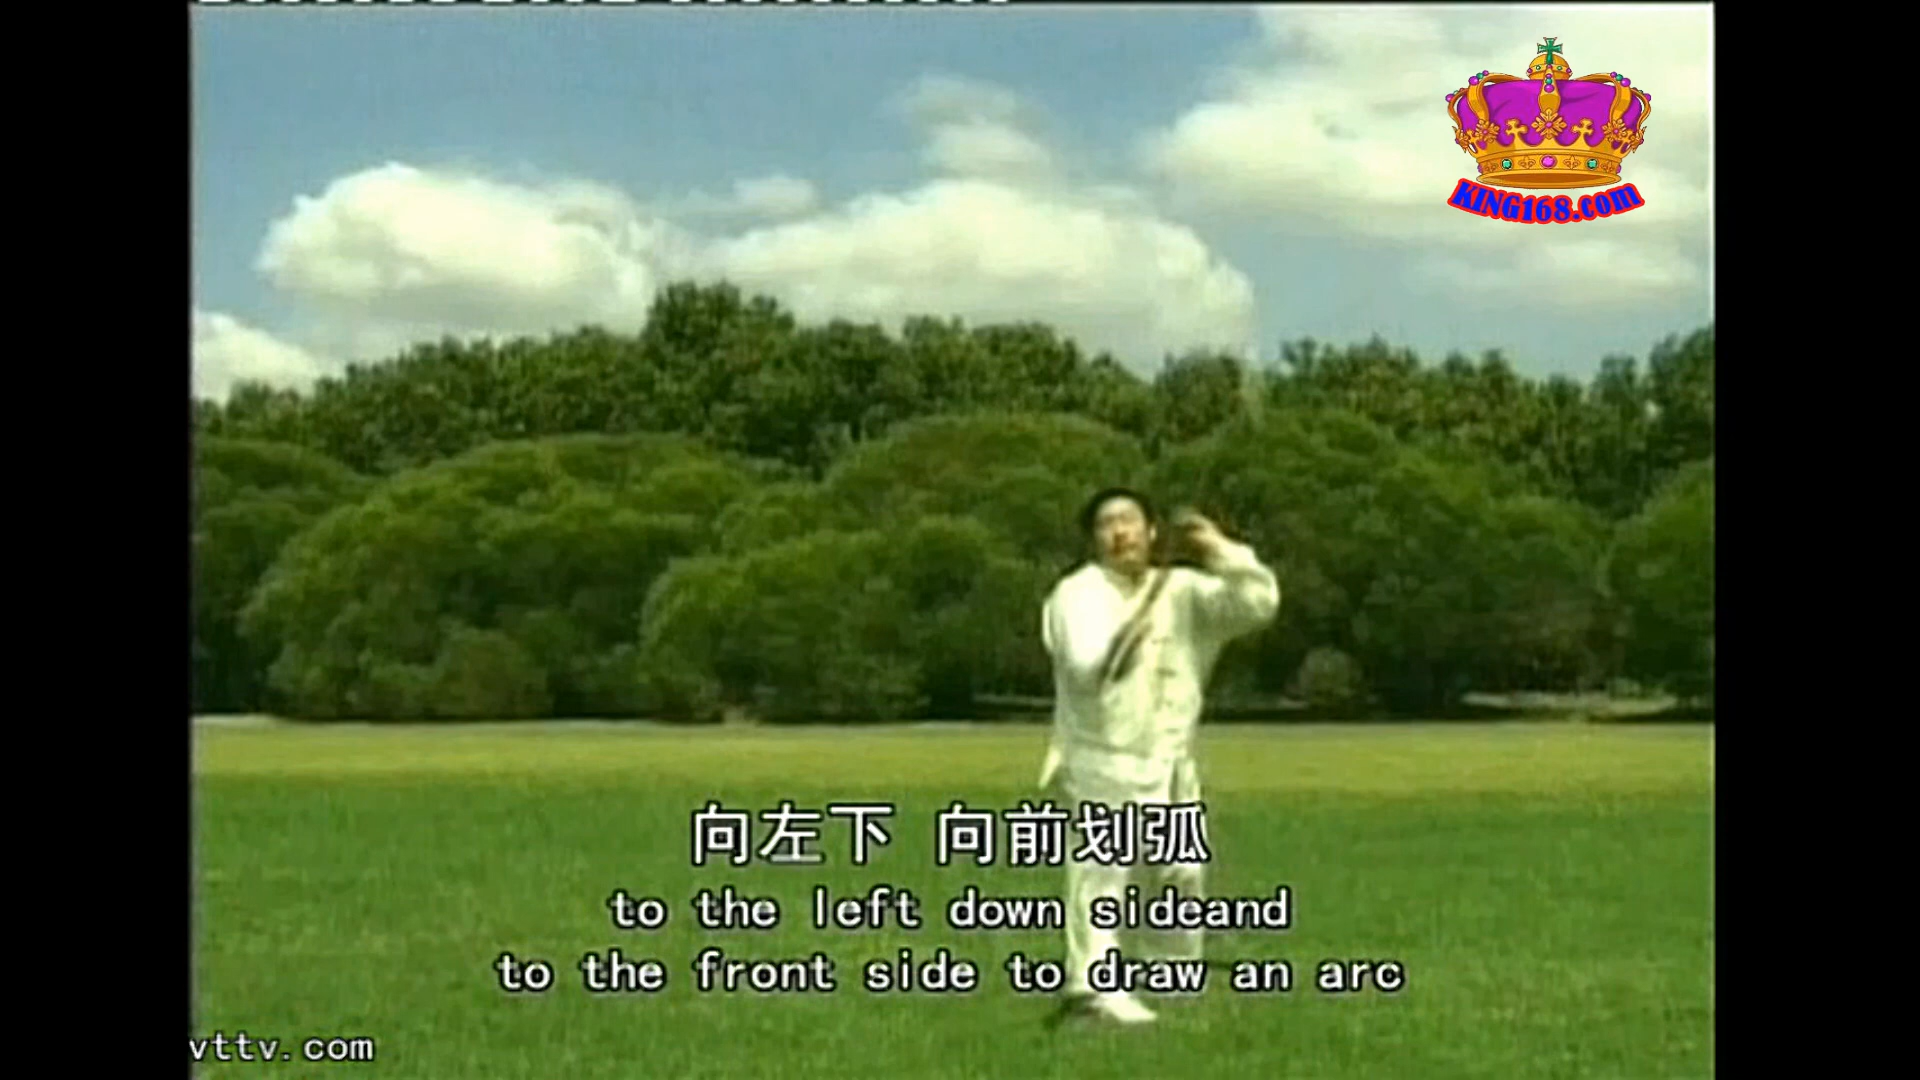 KING168.com
向左下 向前划弧
to the left down sideand
to the front side to draw an arc
vttv.com